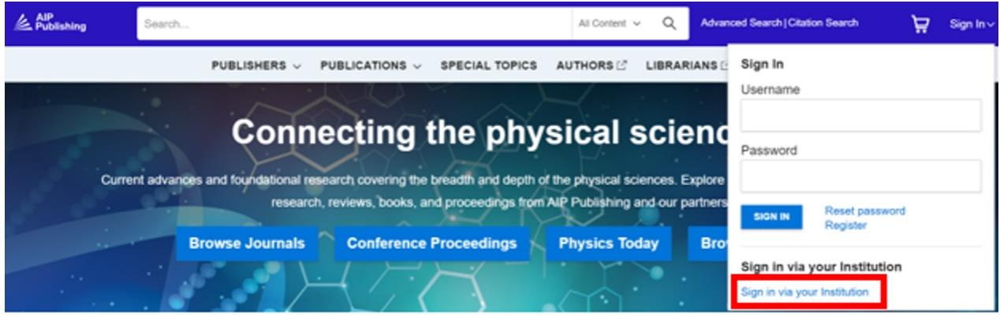 AIP
Publishing
Search...
All Content
Advanced Search | Citation Search
Sign In
PUBLISHERS
PUBLICATIONS
SPECIAL TOPICS
AUTHORS
LIBRARIANS
Connecting the physical scienc
Current advances and foundational research covering the breadth and depth of the physical sciences. Explore
research, reviews, books, and proceedings from AIP Publishing and our partners
Browse Journals
Conference Proceedings
Physics Today
Bro
Sign In
Username
Password
SIGN IN
Reset password
Register
Sign in via your Institution
Sign in via your Institution